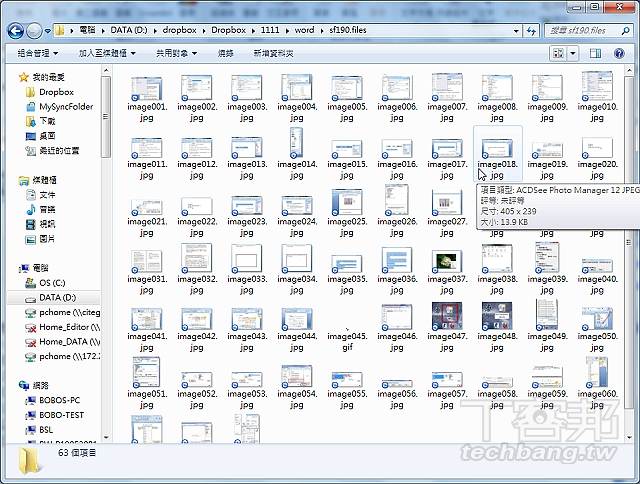 電腦 ▸ DATA (D:) ▸ dropbox ▸ Dropbox ▸ 1111 ▸ word ▸ sf190.files
搜尋 sf190.files
組合管理 加入至媒體櫃 共用對象 燒錄 新增資料夾
我的最愛
Dropbox
MySyncFolder
下載
桌面
最近的位置
媒體櫃
文件
音樂
視訊
圖片
電腦
OS (C:)
DATA (D:)
pchome (\\citeg
Home_Editor (\\
Home_DATA (\\
pchome (\\172.2
網路
BOBOS-PC
BOBO-TEST
BSL
image001.jpg image002.jpg image003.jpg image004.jpg image005.jpg image006.jpg image007.jpg image008.jpg image009.jpg image010.jpg
image011.jpg image012.jpg image013.jpg image014.jpg image015.jpg image016.jpg image017.jpg image018.jpg image019.jpg image020.jpg
項目類型: ACDSee Photo Manager 12 JPEG
評等: 未評等
尺寸: 405 x 239
大小: 13.9 KB
image021.jpg image022.jpg image023.jpg image024.jpg image025.jpg image026.jpg image027.jpg
image031.jpg image032.jpg image033.jpg image034.jpg image035.jpg image036.jpg image037.jpg image038.jpg image039.jpg image040.jpg
image041.jpg image042.jpg image043.jpg image044.jpg image045.gif image046.jpg image047.jpg image048.jpg image049.jpg image050.jpg
image051.jpg image052.jpg image053.jpg image054.jpg image055.jpg image056.jpg image057.jpg image058.jpg image059.jpg image060.jpg
63 個項目
T客邦
techbang.tw